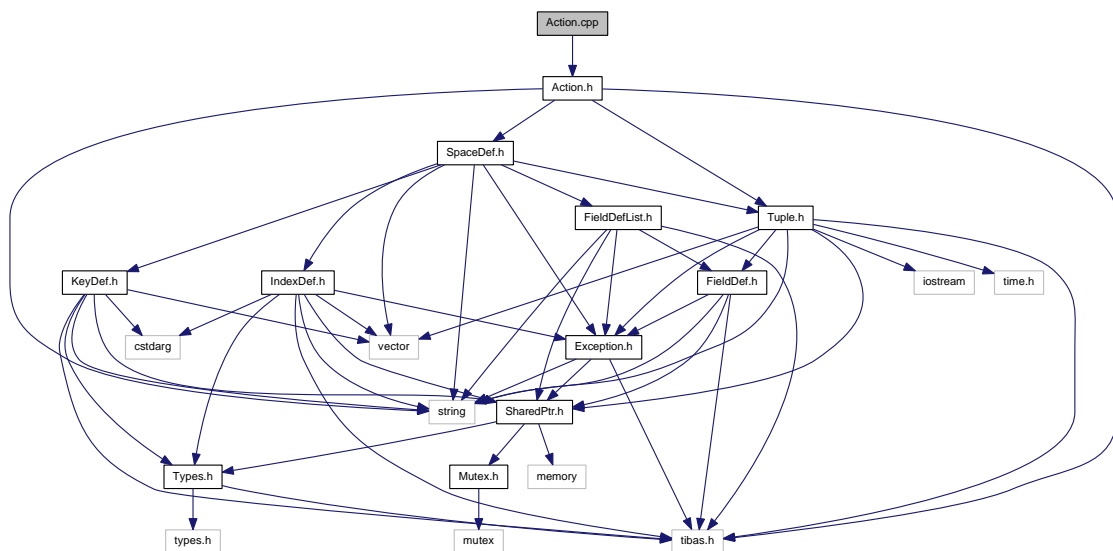 Action.cpp
Action.h
SpaceDef.h
FieldDefList.h
Tuple.h
KeyDef.h
IndexDef.h
FieldDef.h
iostream
time.h
cstdarg
vector
Exception.h
string
SharedPtr.h
Types.h
Mutex.h
memory
types.h
mutex
tibas.h